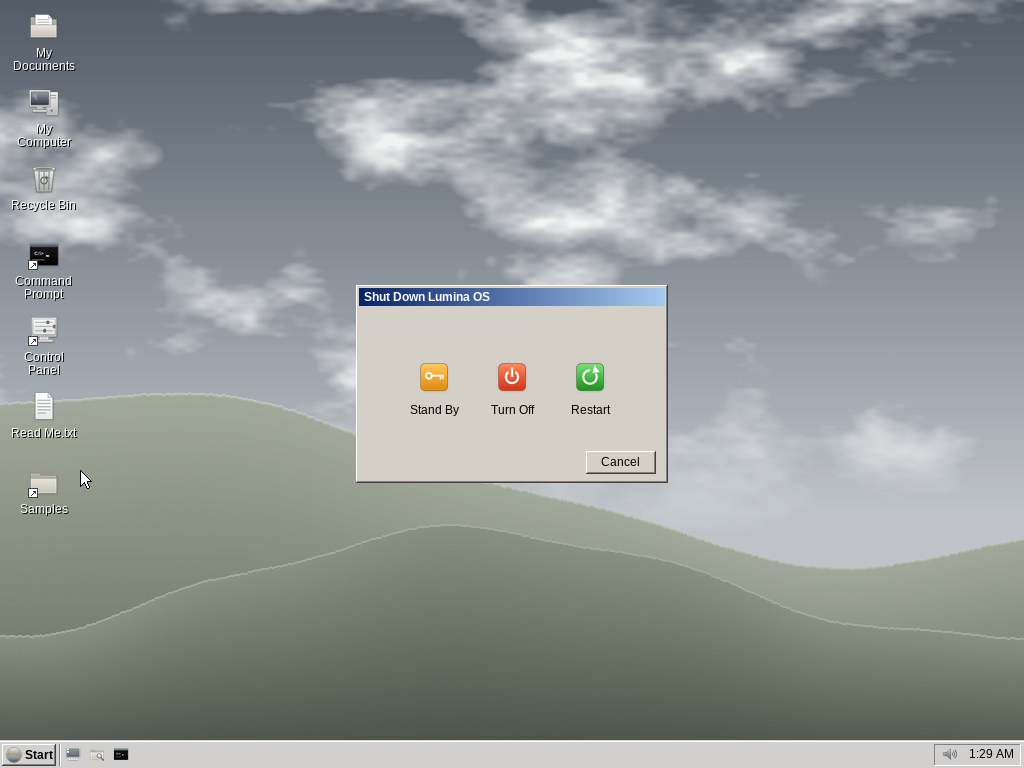 My
Documents
My
Computer
Recycle Bin
Command
Prompt
Control
Panel
Read Me.txt
Samples
Shut Down Lumina OS
Stand By
Turn Off
Restart
Cancel
Start
1:29 AM